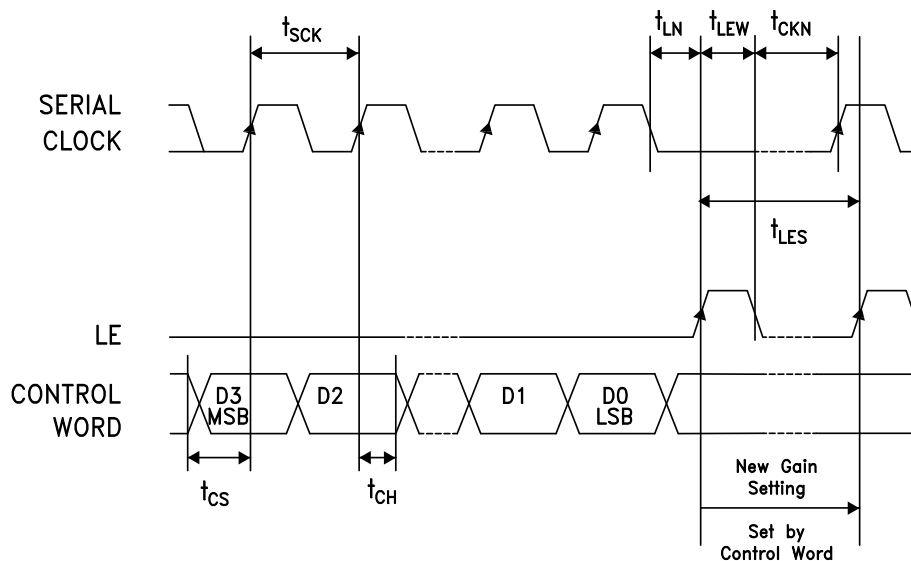 tSCK
tLN
tLEW
tCKN
SERIAL
CLOCK
tLES
LE
CONTROL
WORD
D3
MSB
D2
D1
D0
LSB
tCS
tCH
New Gain
Setting
Set by
Control Word